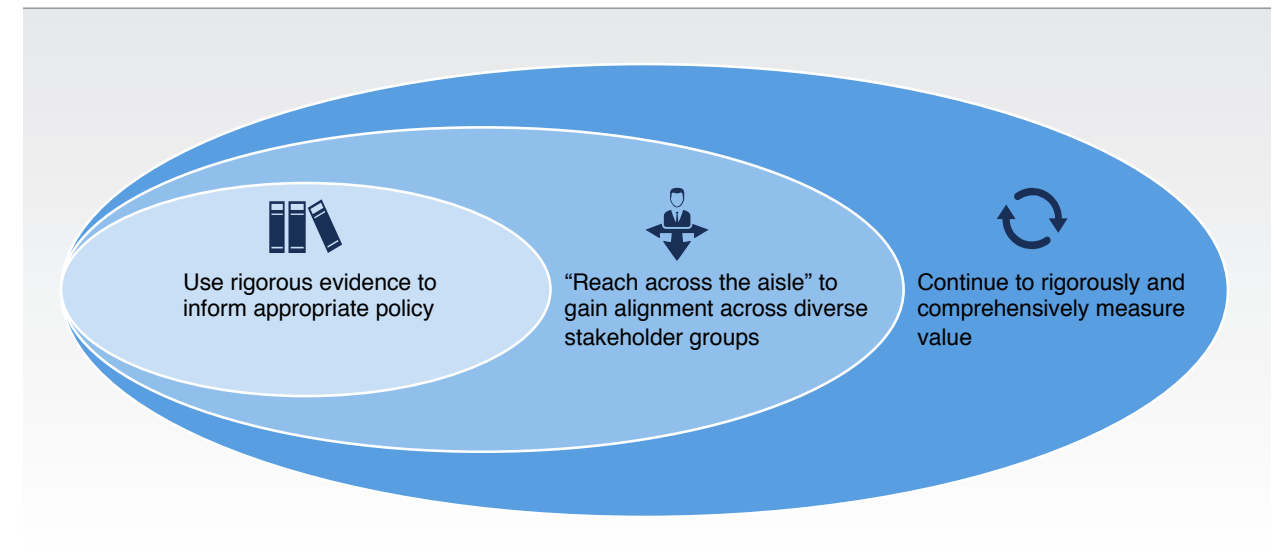 Use rigorous evidence to
inform appropriate policy
“Reach across the aisle” to
gain alignment across diverse
stakeholder groups
Continue to rigorously and
comprehensively measure
value